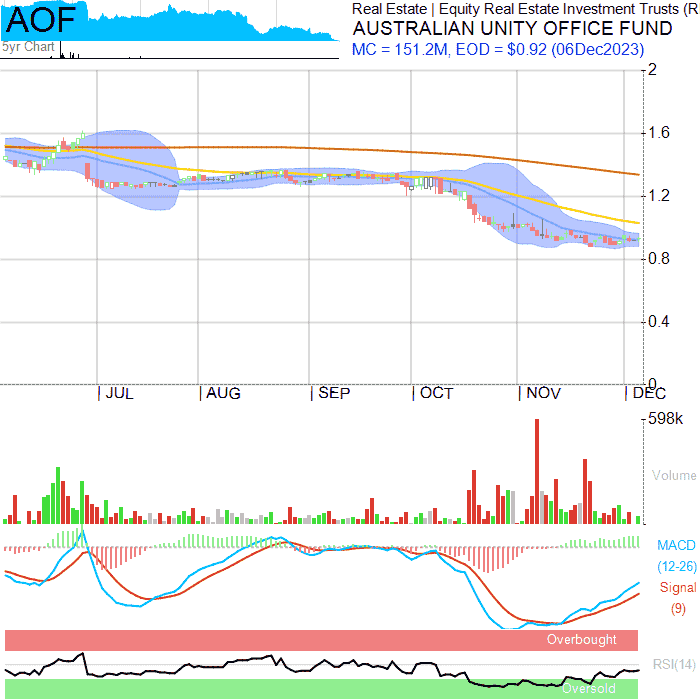 AOF
5yr Chart
Real Estate | Equity Real Estate Investment Trusts (R
AUSTRALIAN UNITY OFFICE FUND
MC = 151.2M, EOD = $0.92 (06Dec2023)
2
1.6
1.2
0.8
0.4
0
JUL AUG SEP OCT NOV DEC
598k
Volume
MACD
(12-26)
Signal
(9)
Overbought
RSI(14)
Oversold